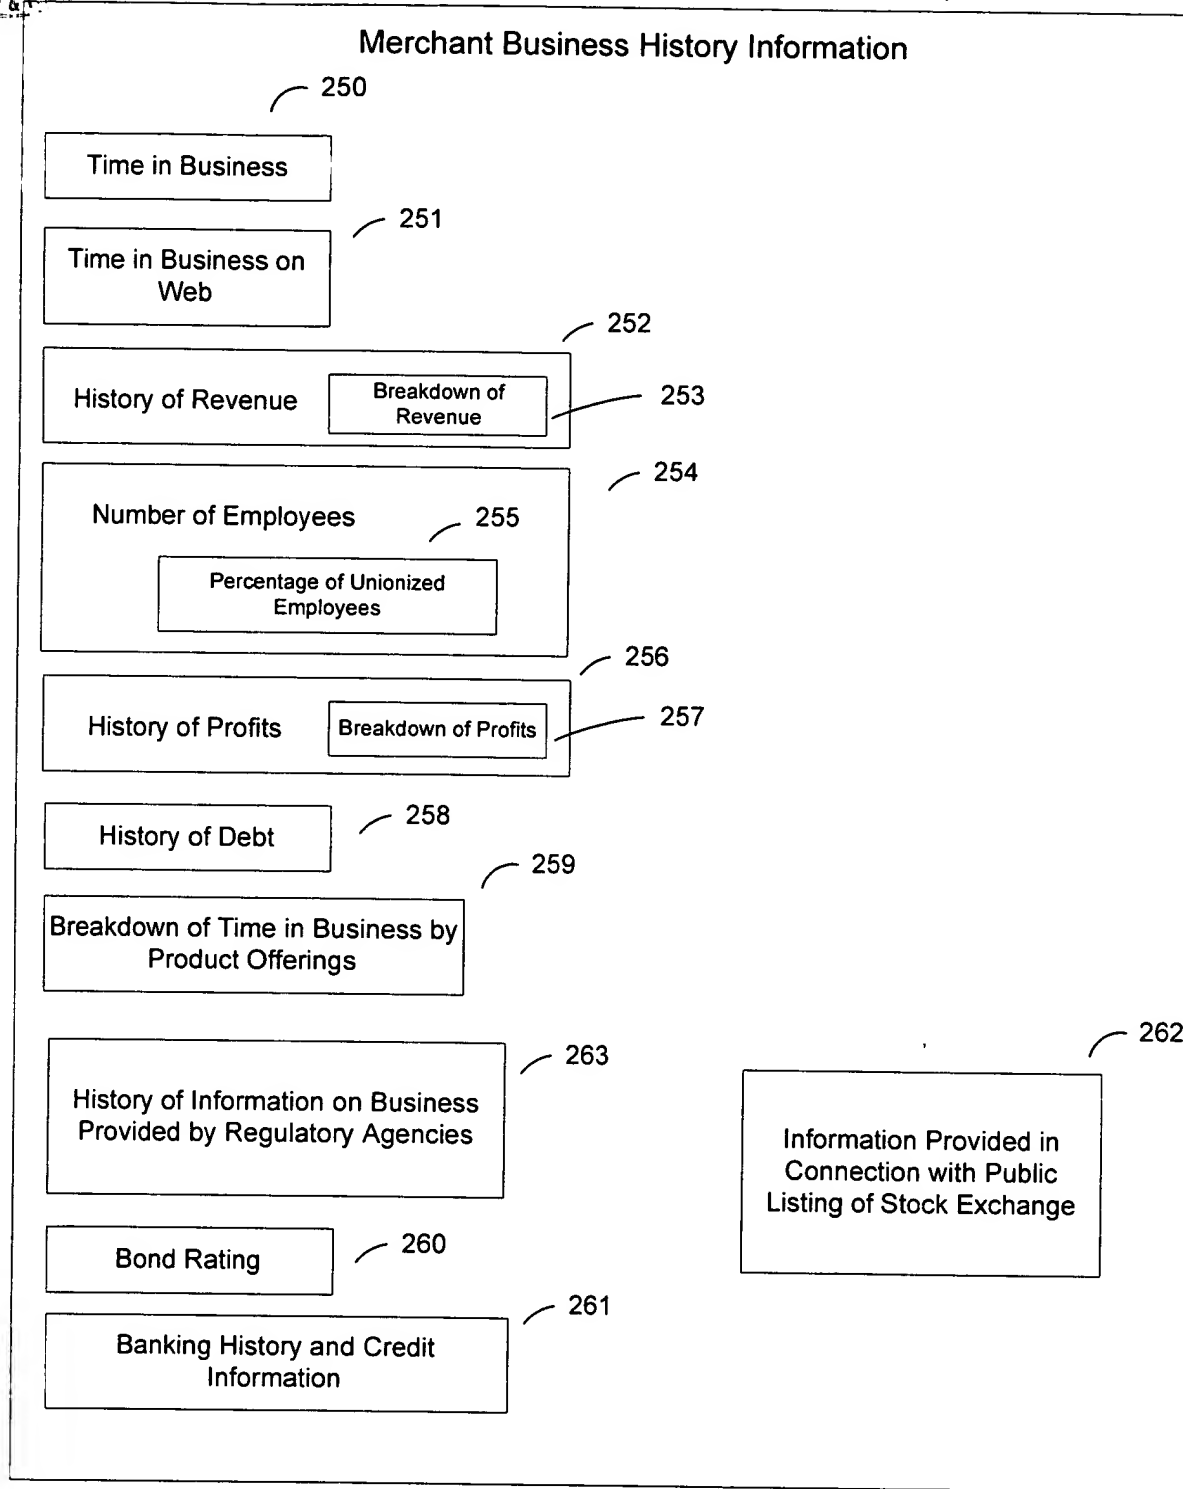 Merchant Business History Information
250
Time in Business
251
Time in Business on
Web
252
History of Revenue
Breakdown of
Revenue
253
254
Number of Employees
255
Percentage of Unionized
Employees
256
History of Profits
Breakdown of Profits
257
History of Debt
258
259
Breakdown of Time in Business by
Product Offerings
263
History of Information on Business
Provided by Regulatory Agencies
262
Information Provided in
Connection with Public
Listing of Stock Exchange
Bond Rating
260
261
Banking History and Credit
Information